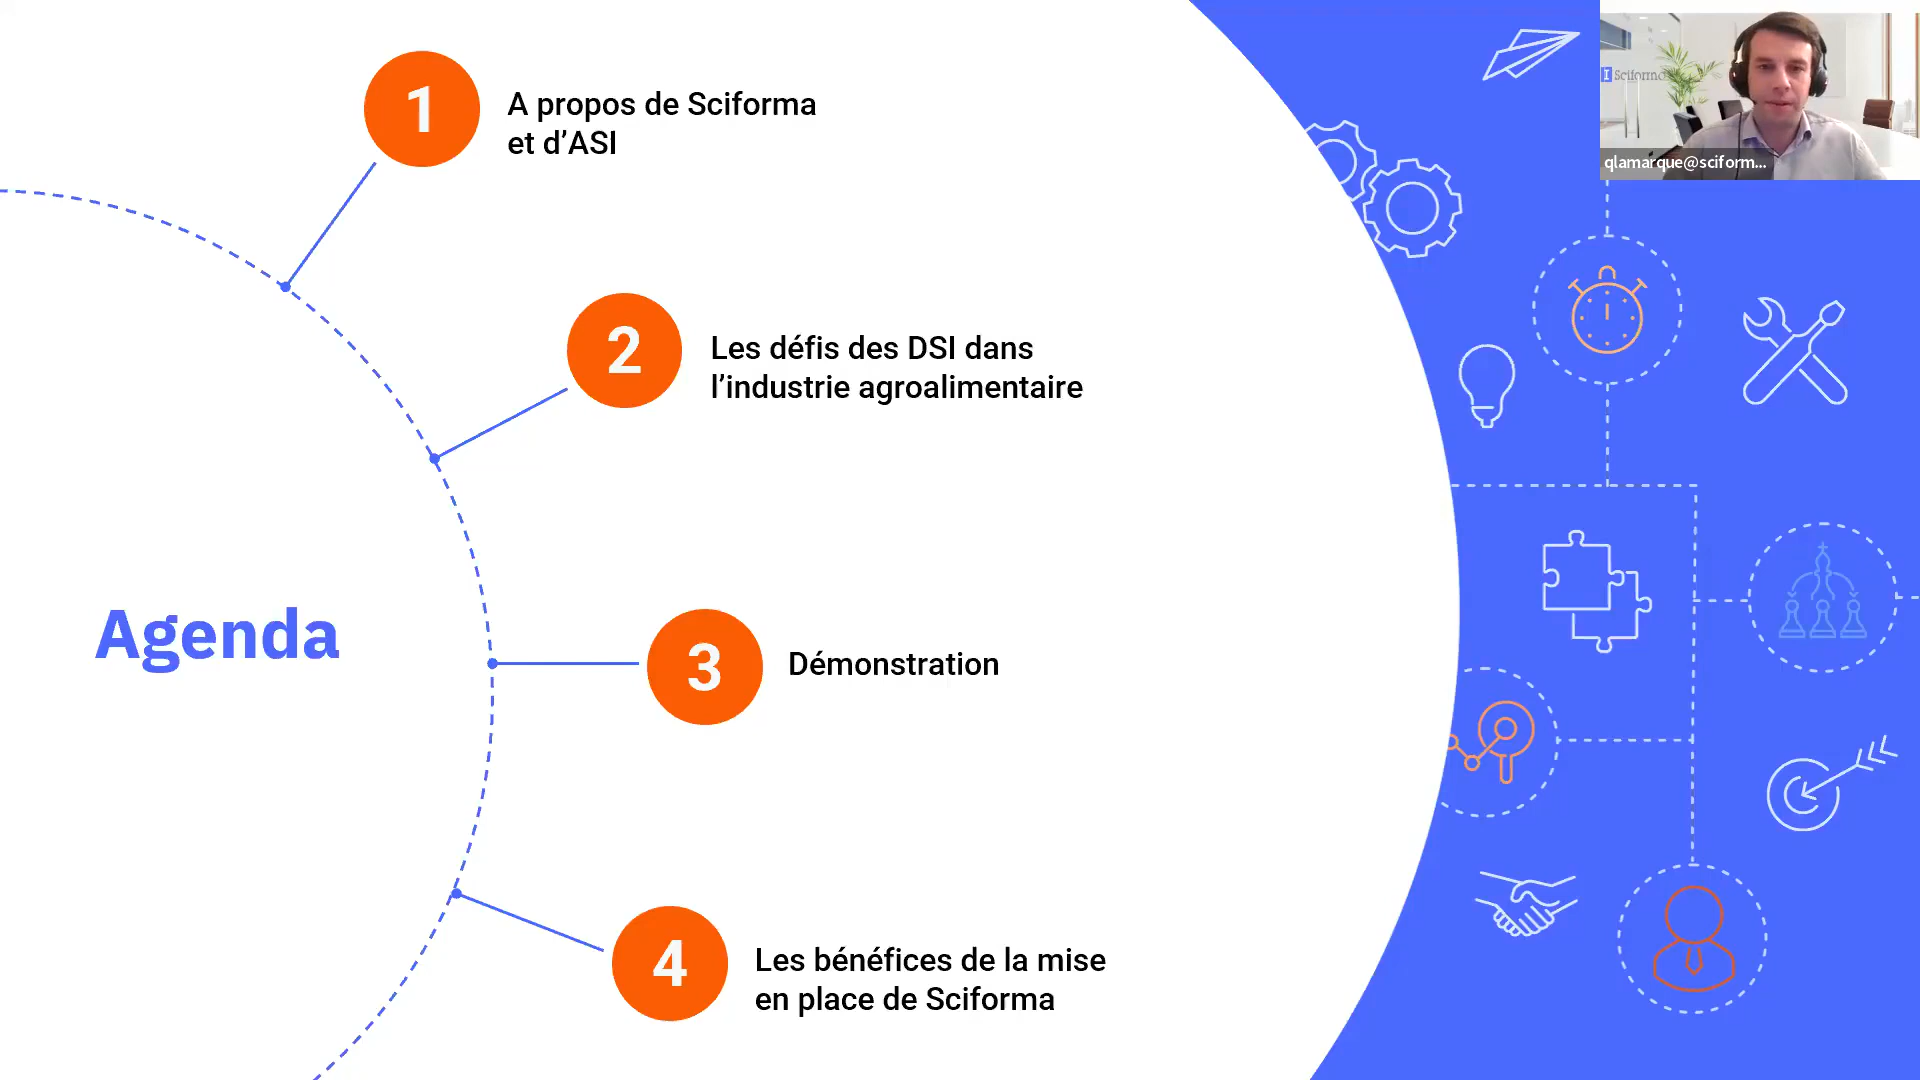 1
A propos de Sciforma
et d’ASI
2
Les défis des DSI dans
l’industrie agroalimentaire
Agenda
3
Démonstration
4
Les bénéfices de la mise
en place de Sciforma
Sciforma
qlamarque@sciform...